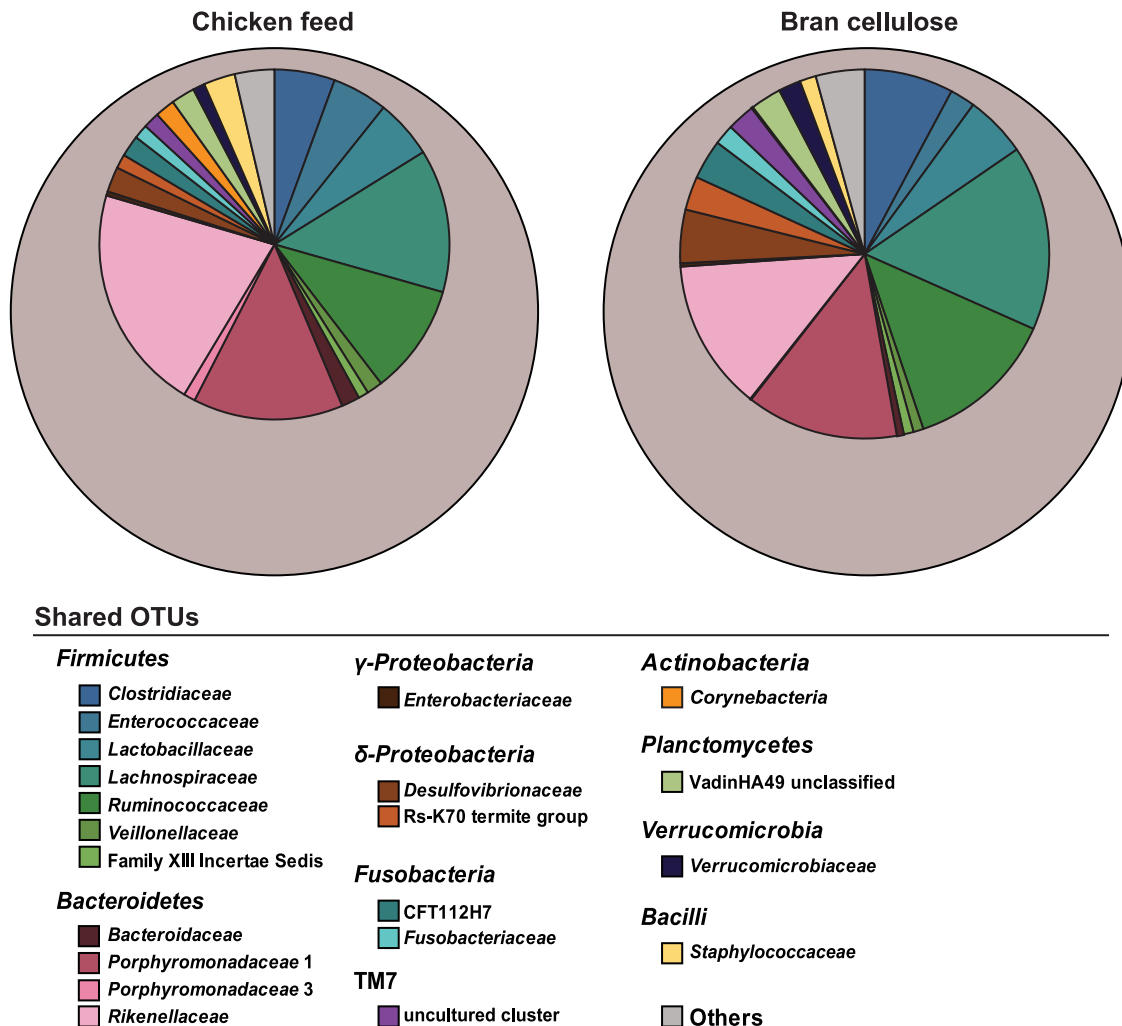 Chicken feed
Bran cellulose
Shared OTUs
Firmicutes
Clostridiaceae
Enterococcaceae
Lactobacillaceae
Lachnospiraceae
Ruminococcaceae
Veillonellaceae
Family XIII Incertae Sedis
Bacteroidetes
Bacteroidaceae
Porphyromonadaceae 1
Porphyromonadaceae 3
Rikenellaceae
γ-Proteobacteria
Enterobacteriaceae
δ-Proteobacteria
Desulfovibrionaceae
Rs-K70 termite group
Fusobacteria
CFT112H7
Fusobacteriaceae
TM7
uncultured cluster
Actinobacteria
Corynebacteria
Planctomycetes
VadinHA49 unclassified
Verrucomicrobia
Verrucomicrobiaceae
Bacilli
Staphylococcaceae
Others